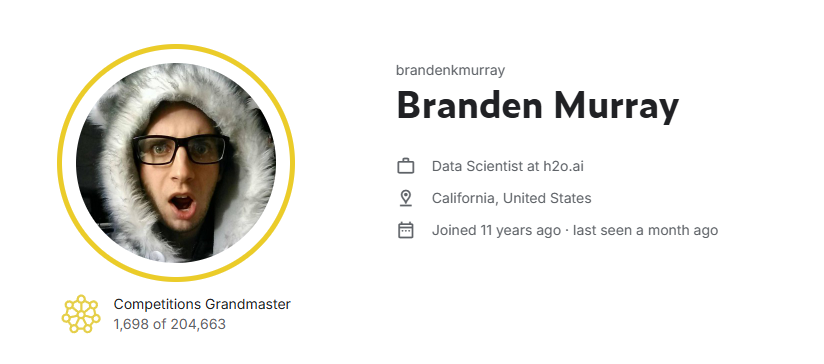 brandenkmurray
Branden Murray
Data Scientist at h2o.ai
California, United States
Joined 11 years ago · last seen a month ago
Competitions Grandmaster
1,698 of 204,663